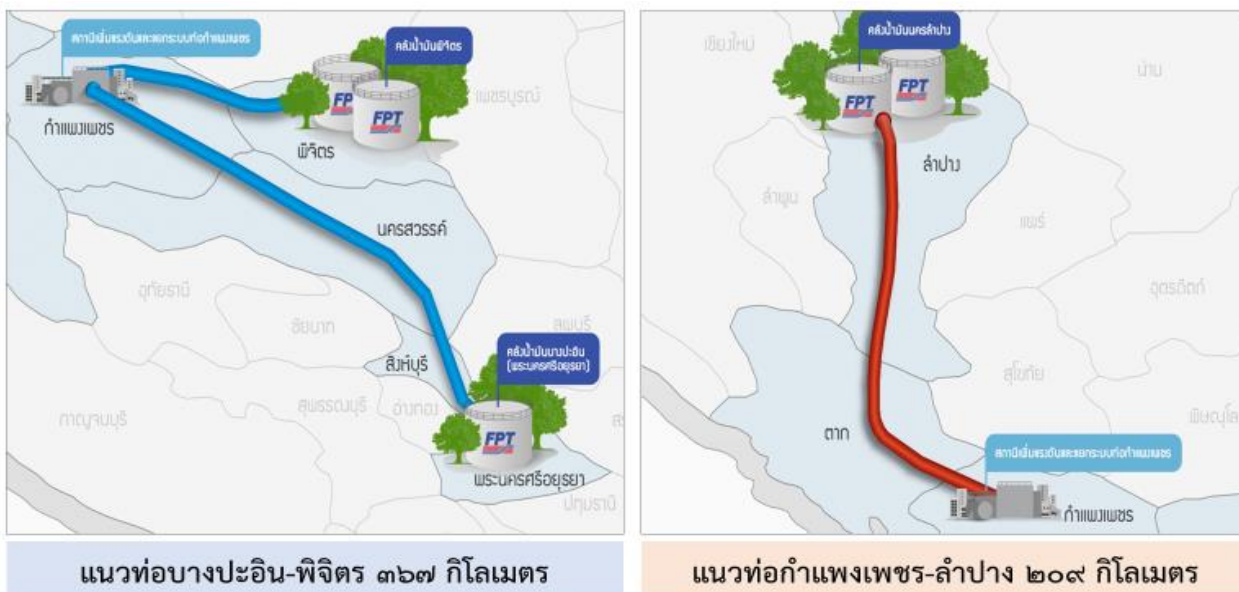 สถานีเพิ่มแรงดันและแยกระบบท่อกำแพงเพชร
คลังน้ำมันพิจิตร
FPT
FPT
เพชรบูรณ์
กำแพงเพชร
พิจิตร
นครสวรรค์
อุทัยธานี
ชัยนาท
ลพบุรี
สิงห์บุรี
คลังน้ำมันบางปะอิน
(พระนครศรีอยุธยา)
สุพรรณบุรี
อ่างทอง
กาญจนบุรี
FPT
พระนครศรีอยุธยา
ปทุมธานี
แนวท่อบางปะอิน-พิจิตร ๓๖๗ กิโลเมตร
เชียงใหม่
คลังน้ำมันนครลำปาง
น่าน
FPT
FPT
ลำปาง
ลำพูน
แพร่
อุตรดิตถ์
สุโขทัย
ตาก
สถานีเพิ่มแรงดันและแยกระบบท่อกำแพงเพชร
กำแพงเพชร
แนวท่อกำแพงเพชร-ลำปาง ๒๐๙ กิโลเมตร